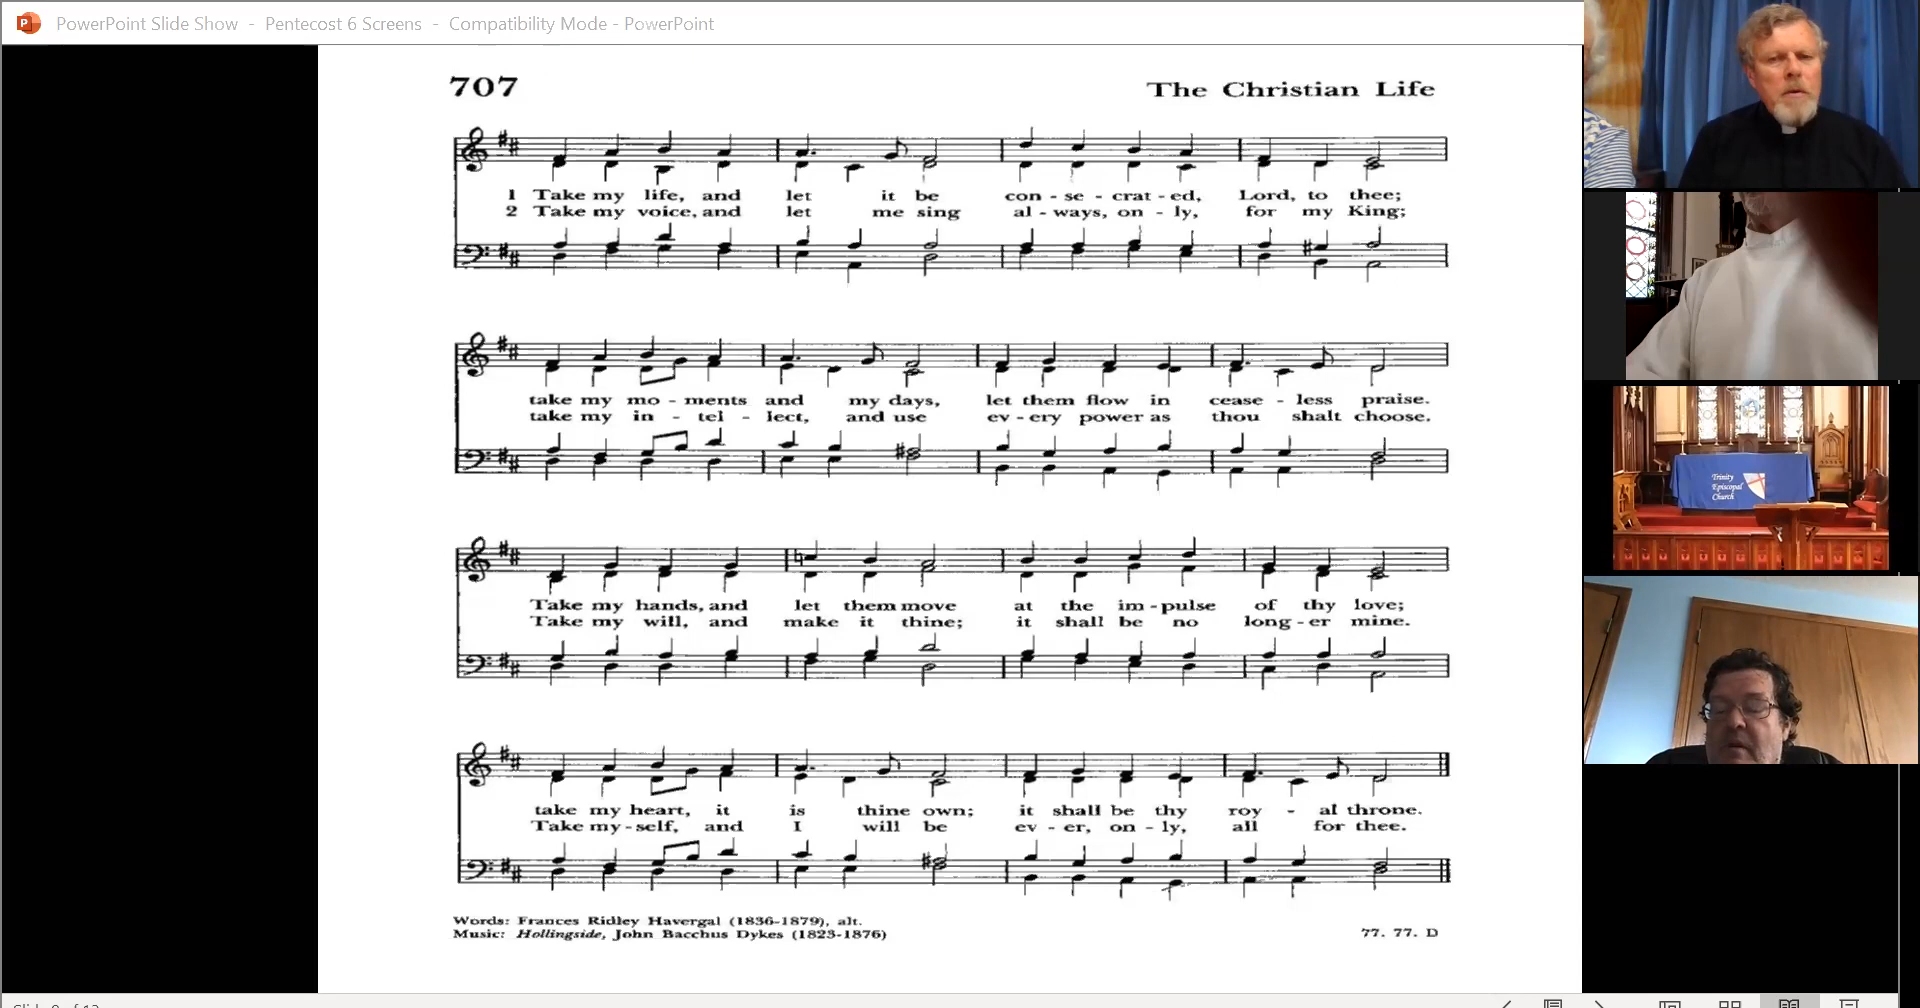 PowerPoint Slide Show - Pentecost 6 Screens - Compatibility Mode - PowerPoint
707
The Christian Life
1 Take my life, and let it be con - se - crat - ed, Lord, to thee;
2 Take my voice, and let me sing al - ways, on - ly, for my King;
take my mo - ments and my days, let them flow in cease - less praise.
take my in - tel - lect, and use ev - ery power as thou shalt choose.
Take my hands, and let them move at the im - pulse of thy love;
Take my will, and make it thine; it shall be no long - er mine.
take my heart, it is thine own; it shall be thy roy - al throne.
Take my - self, and I will be ev - er, on - ly, all for thee.
Words: Frances Ridley Havergal (1836-1879), alt.
Music: Hollingside, John Bacchus Dykes (1823-1876)
77. 77. D
Trinity
Episcopal
Church